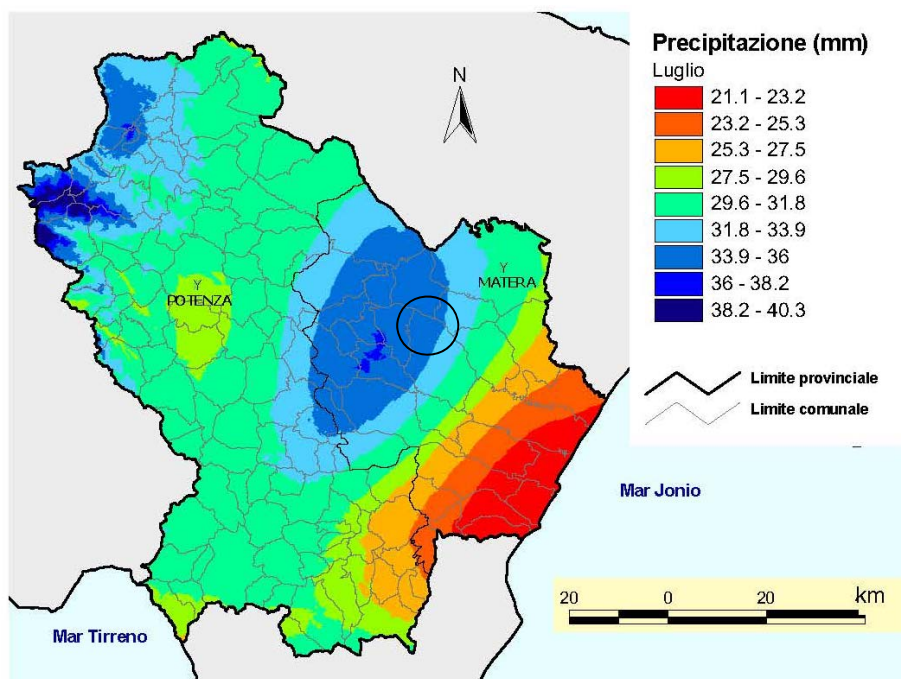 Precipitazione (mm)
Luglio
21.1 - 23.2
23.2 - 25.3
25.3 - 27.5
27.5 - 29.6
29.6 - 31.8
31.8 - 33.9
33.9 - 36
36 - 38.2
38.2 - 40.3
Limite provinciale
Limite comunale
N
Y
POTENZA
Y
MATERA
Mar Jonio
Mar Tirreno
20 0 20 km